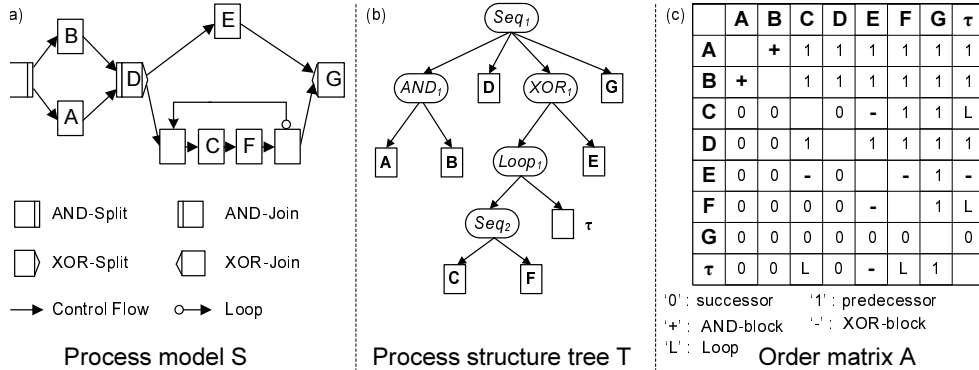 a)
B
E
D
G
A
C
F
AND-Split
AND-Join
XOR-Split
XOR-Join
Control Flow
Loop
Process model S
(b)
Seq1
AND1
D
XOR1
G
A
B
Loop1
E
Seq2
τ
C
F
Process structure tree T
(c)
A B C D E F G τ
A + 1 1 1 1 1 1
B + 1 1 1 1 1 1
C 0 0 0 - 1 1 L
D 0 0 1 1 1 1 1
E 0 0 - 0 - 1 -
F 0 0 0 0 - 1 L
G 0 0 0 0 0 0 0
τ 0 0 L 0 - L 1
'0' : successor '1' : predecessor
'+' : AND-block '-' : XOR-block
'L' : Loop
Order matrix A